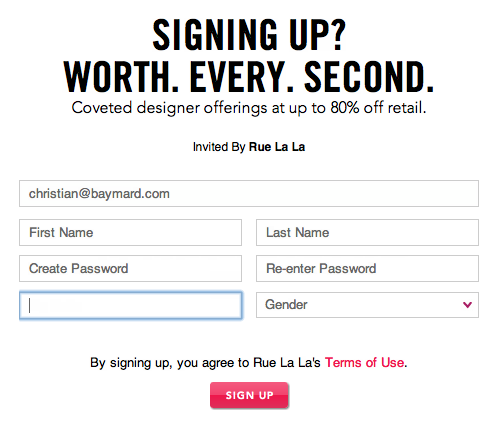 SIGNING UP?
WORTH. EVERY. SECOND.
Coveted designer offerings at up to 80% off retail.
Invited By Rue La La
christian@baymard.com
First Name
Last Name
Create Password
Re-enter Password
Gender
By signing up, you agree to Rue La La's Terms of Use.
SIGN UP